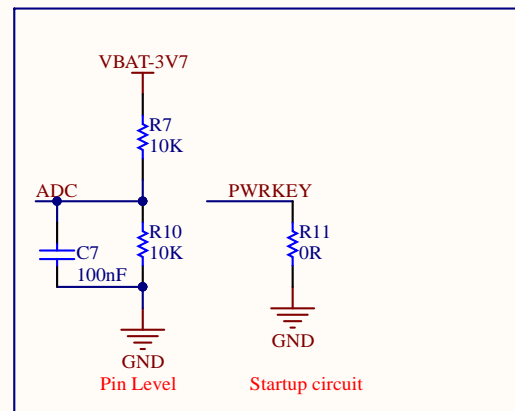 VBAT-3V7
R7
10K
ADC
PWRKEY
R10
10K
R11
0R
C7
100nF
GND
GND
Pin Level
Startup circuit